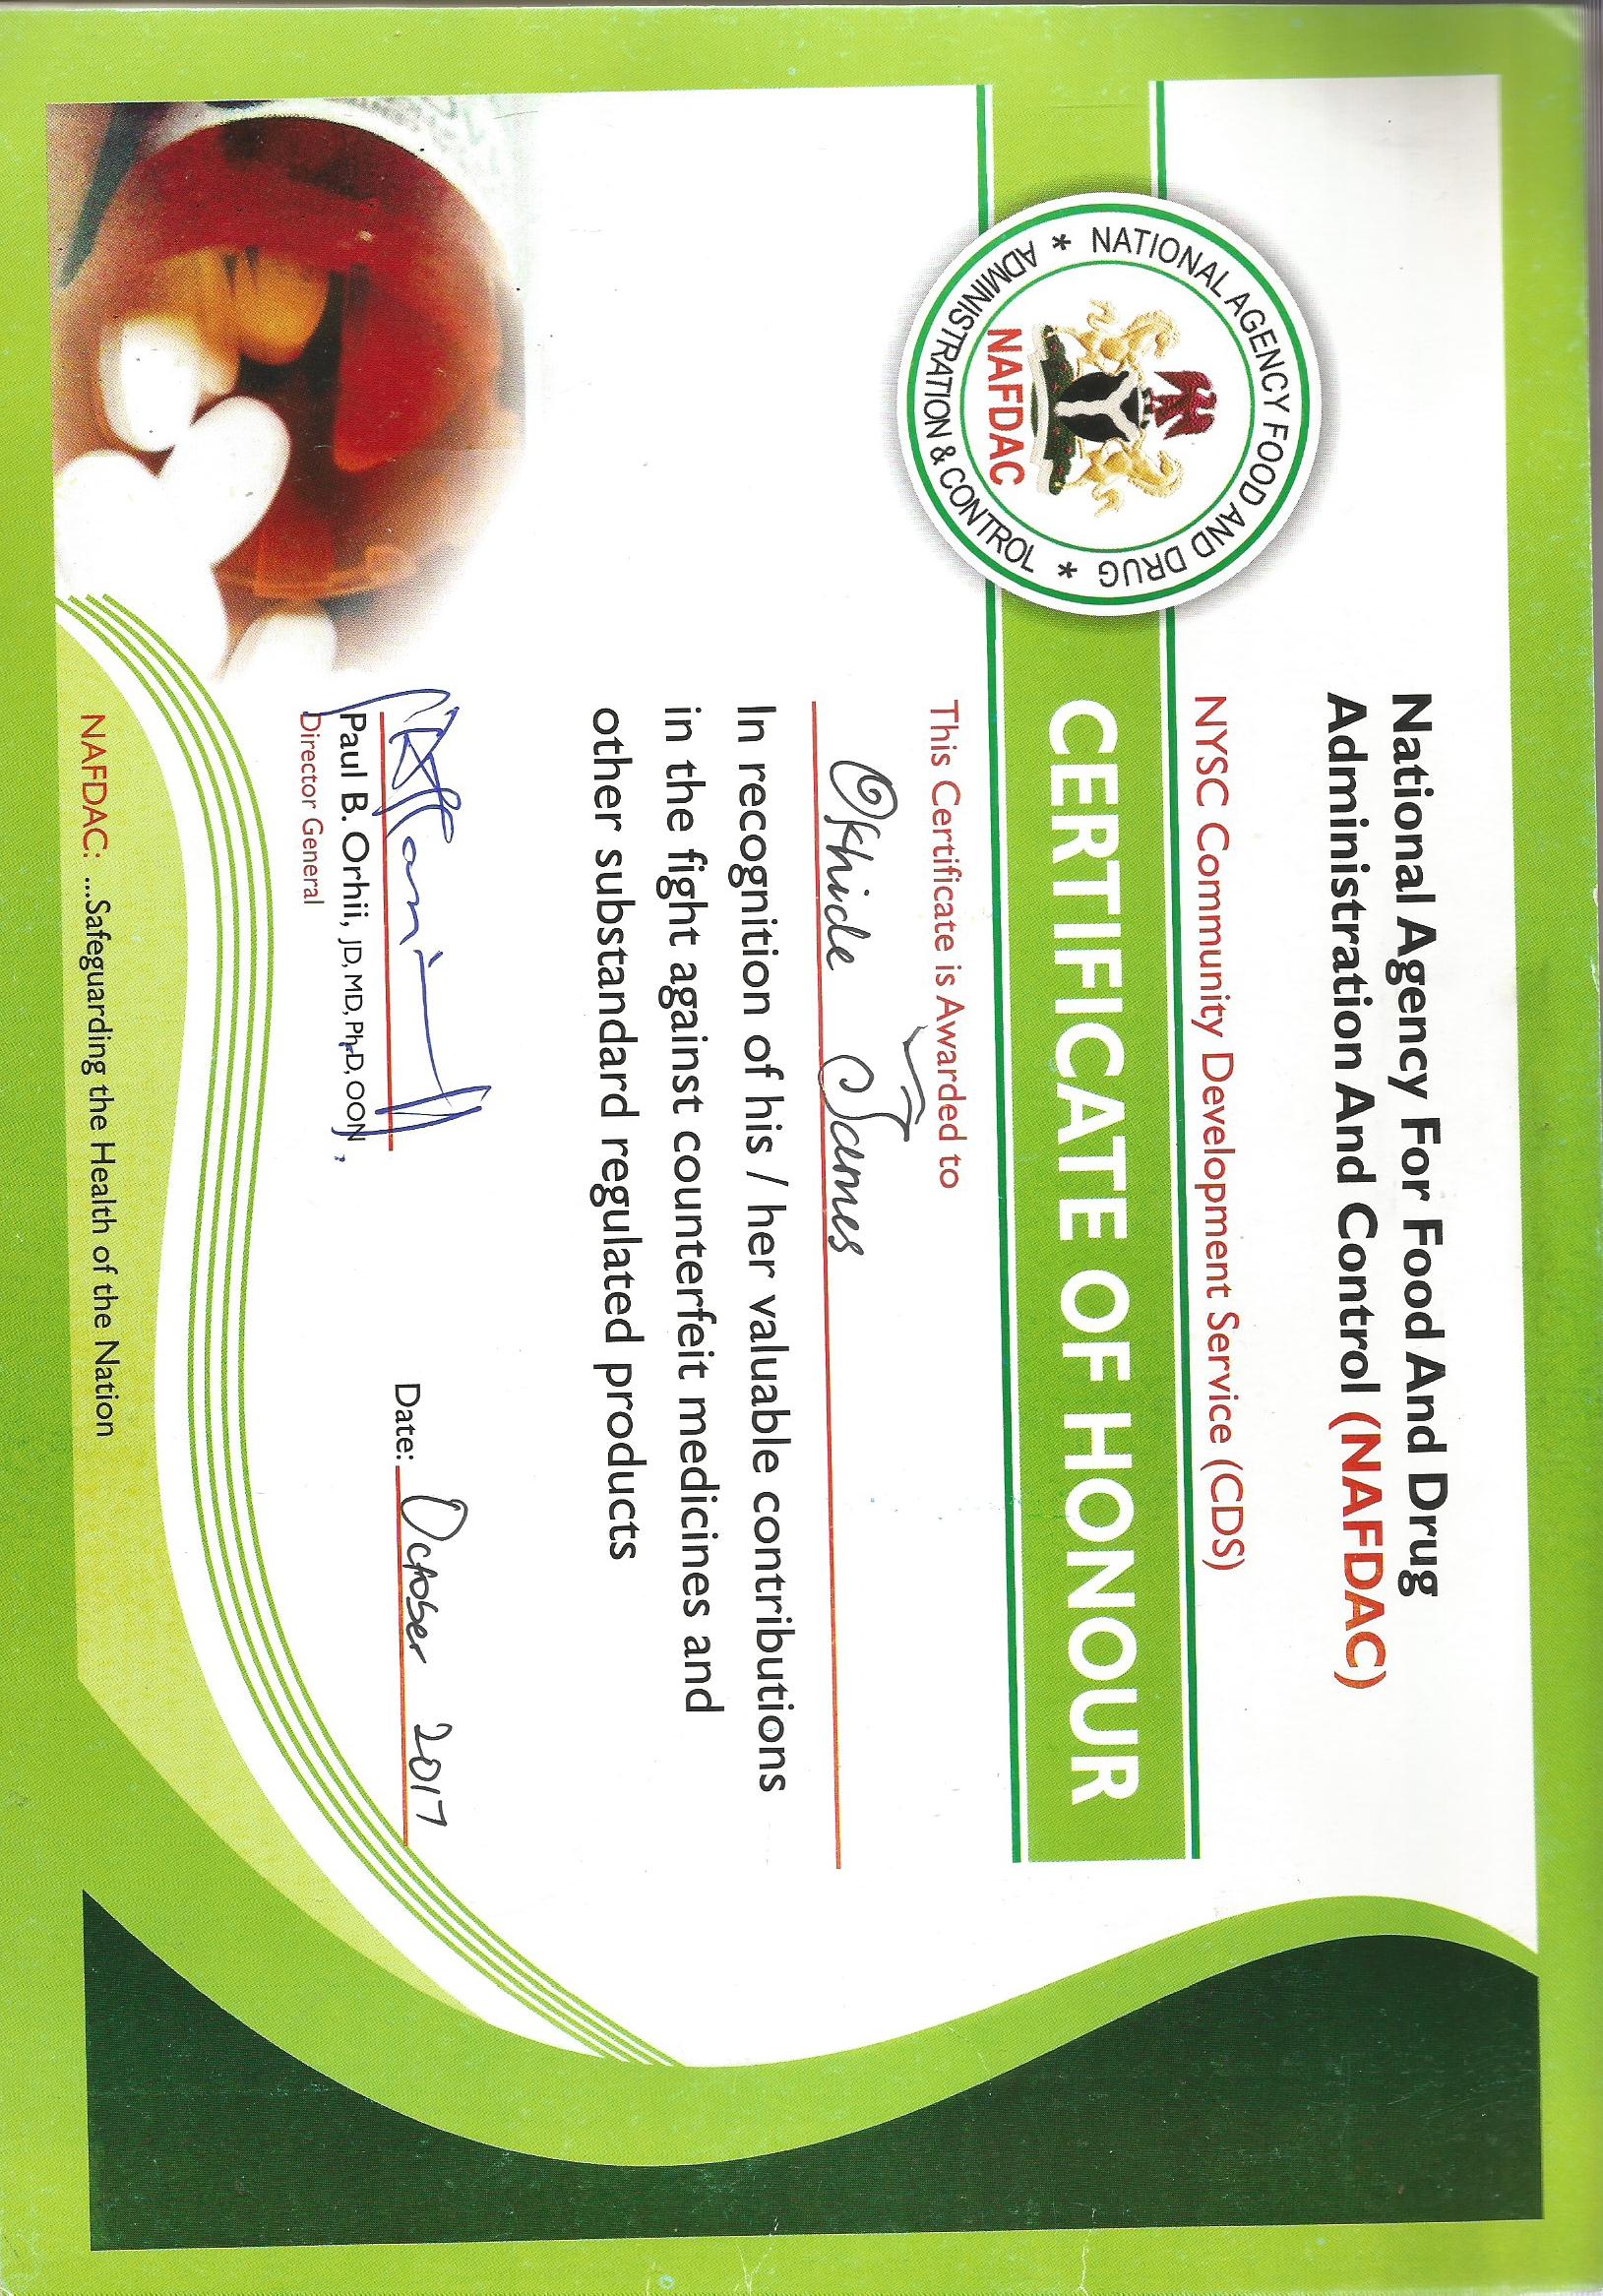 National Agency For Food And Drug
Administration And Control (NAFDAC)
NYSC Community Development Service (CDS)
NATIONAL AGENCY FOOD AND DRUG
* ADMINISTRATION & CONTROL *
NAFDAC
CERTIFICATE OF HONOUR
This Certificate is Awarded to
Okhide James
In recognition of his / her valuable contributions
in the fight against counterfeit medicines and
other substandard regulated products
Paul B. Orhii, JD, MD, PhD, OON,
Director General
Date: October 2017
NAFDAC: ...Safeguarding the Health of the Nation